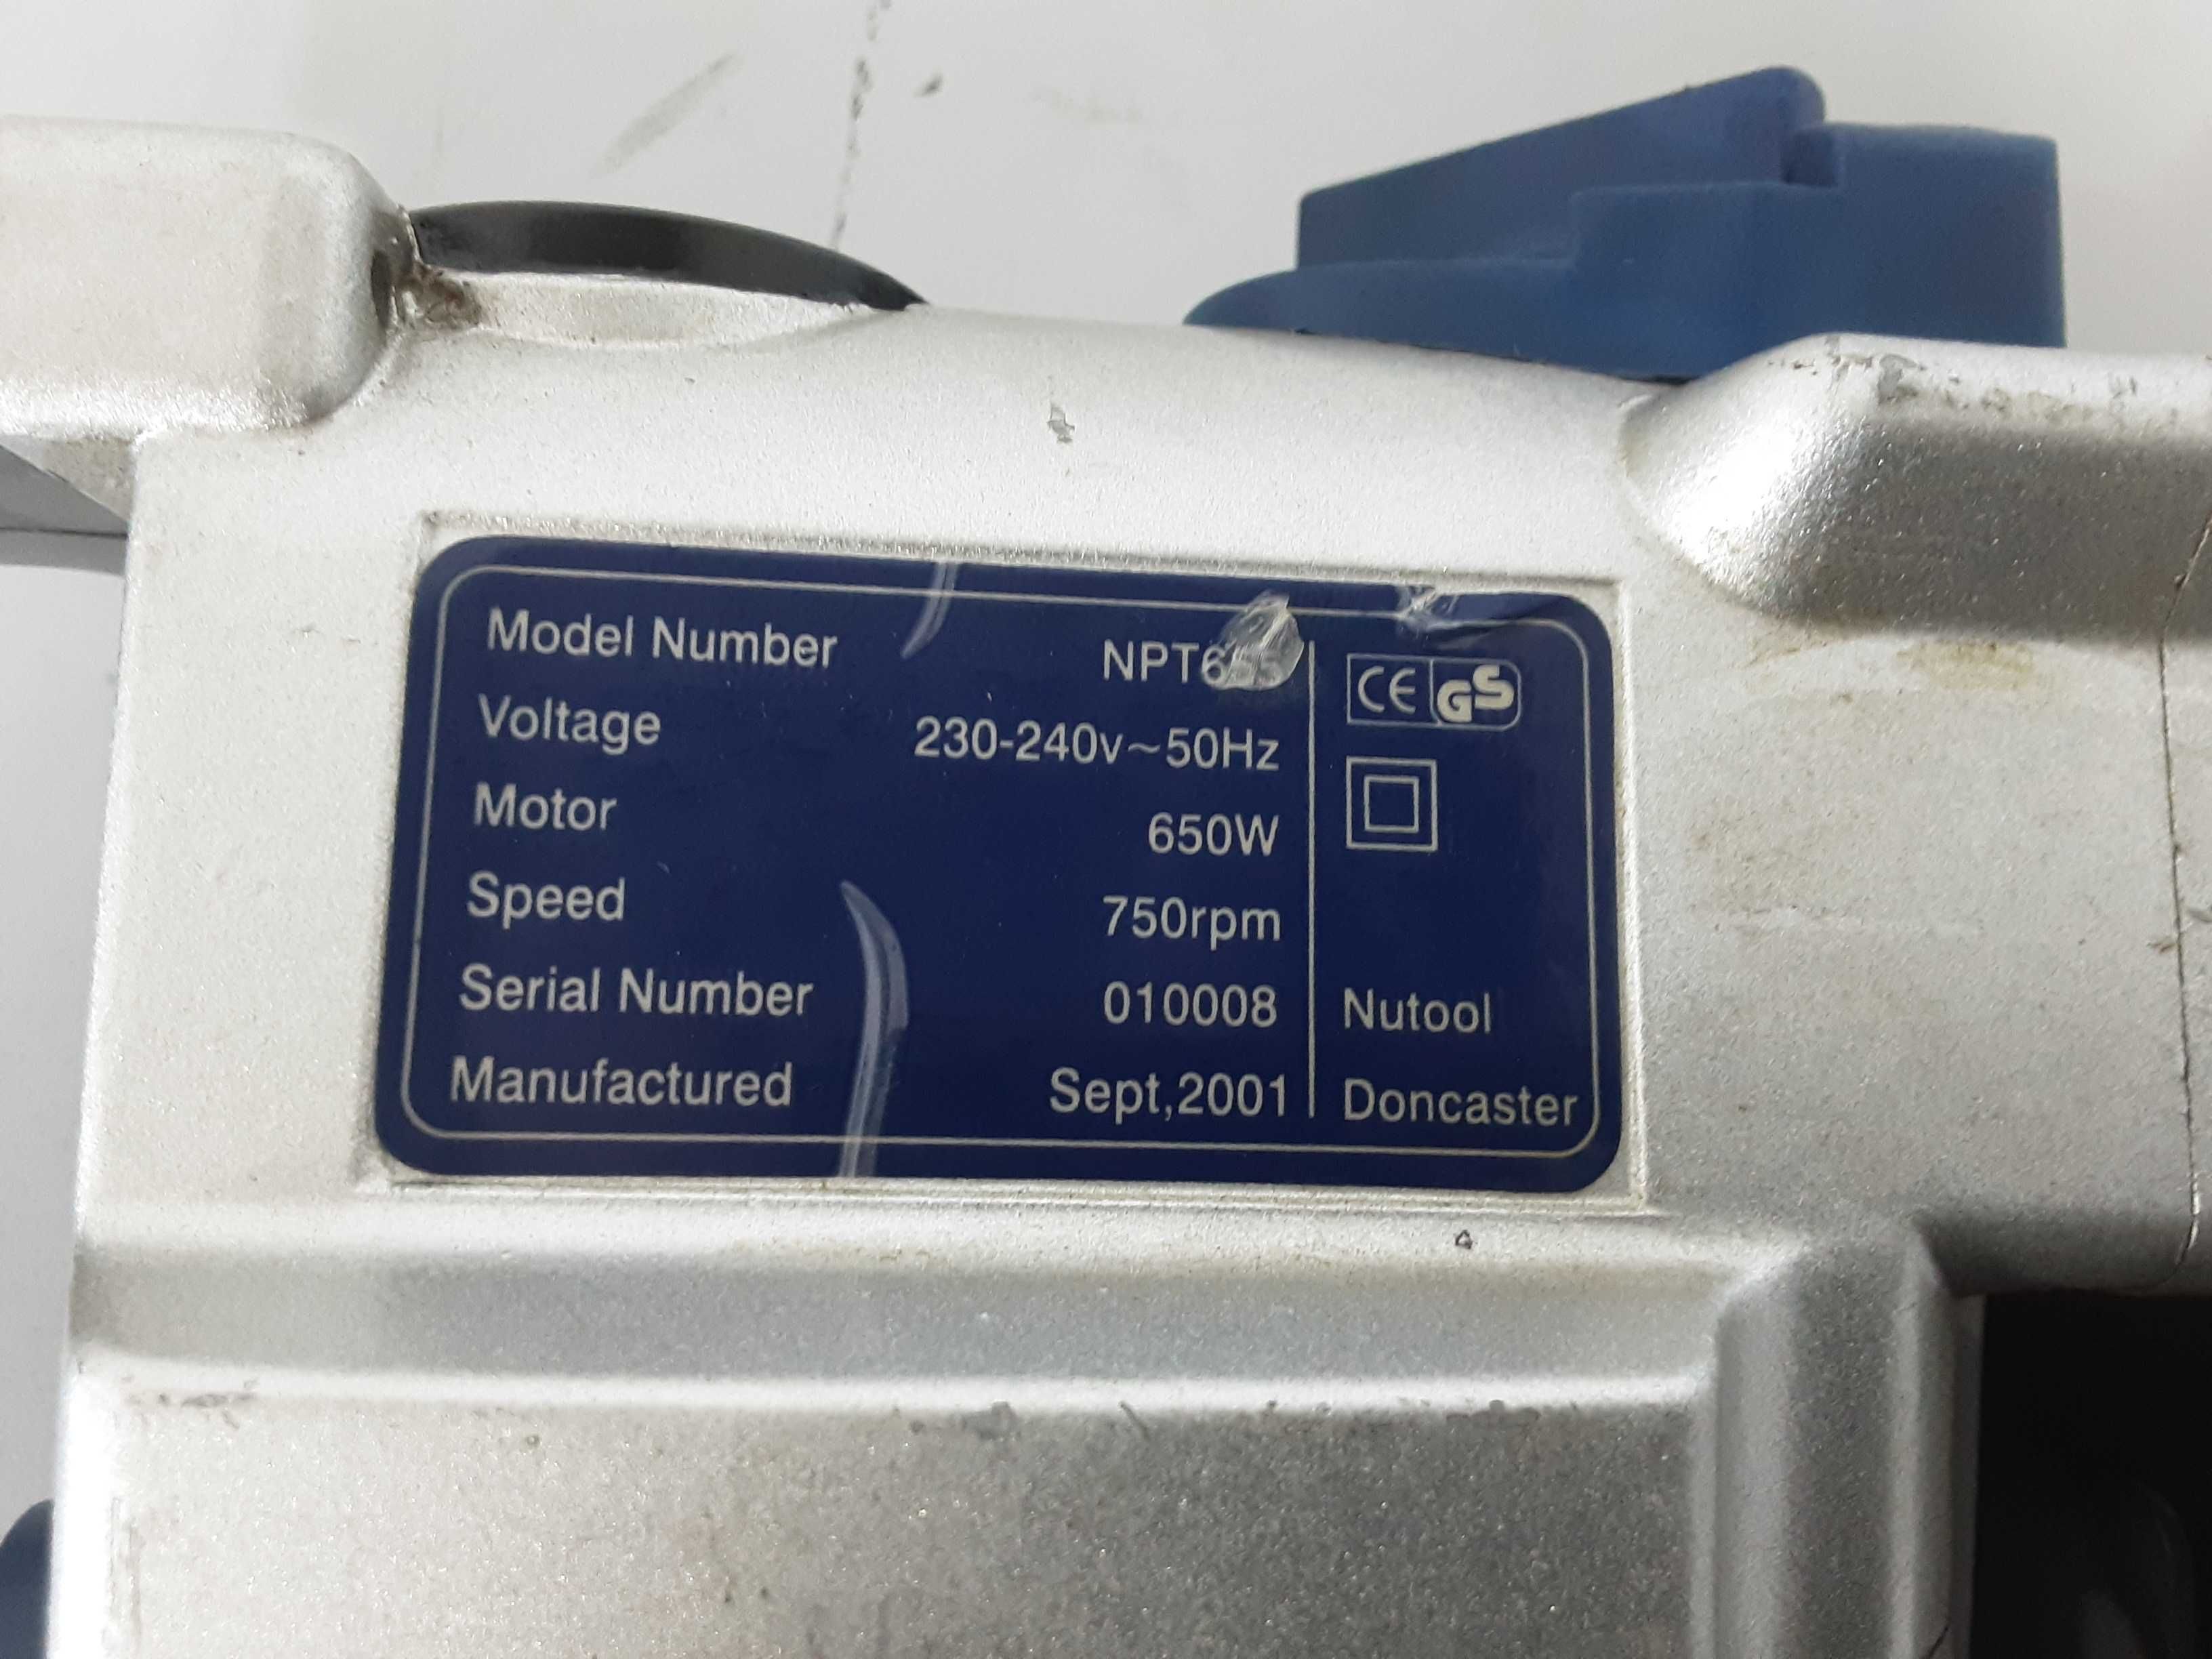 Model Number
Voltage 230-240v~50Hz
Motor 650W
Speed 750rpm
Serial Number 010008
Manufactured Sept,2001
CE GS
Nutool
Doncaster